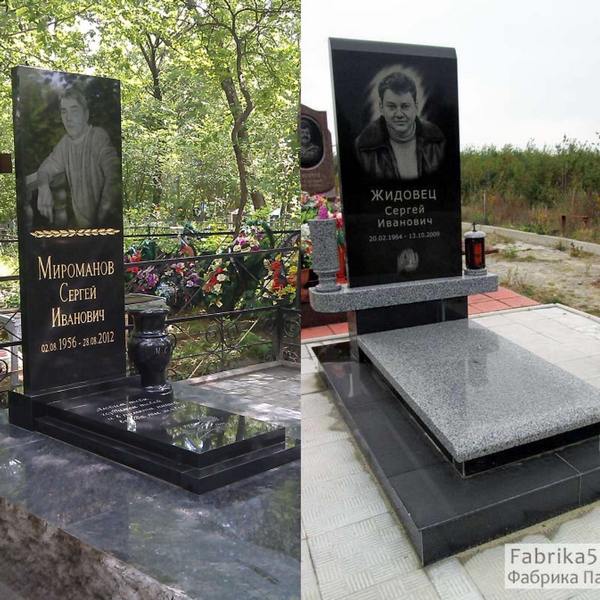 МИРОМАНОВ
СЕРГЕЙ
ИВАНОВИЧ
02.08.1956 - 28.08.2012
ЖИДОВЕЦ
Сергей
Иванович
20.02.1964 - 13.10.2009
Fabrika5
Фабрика Па